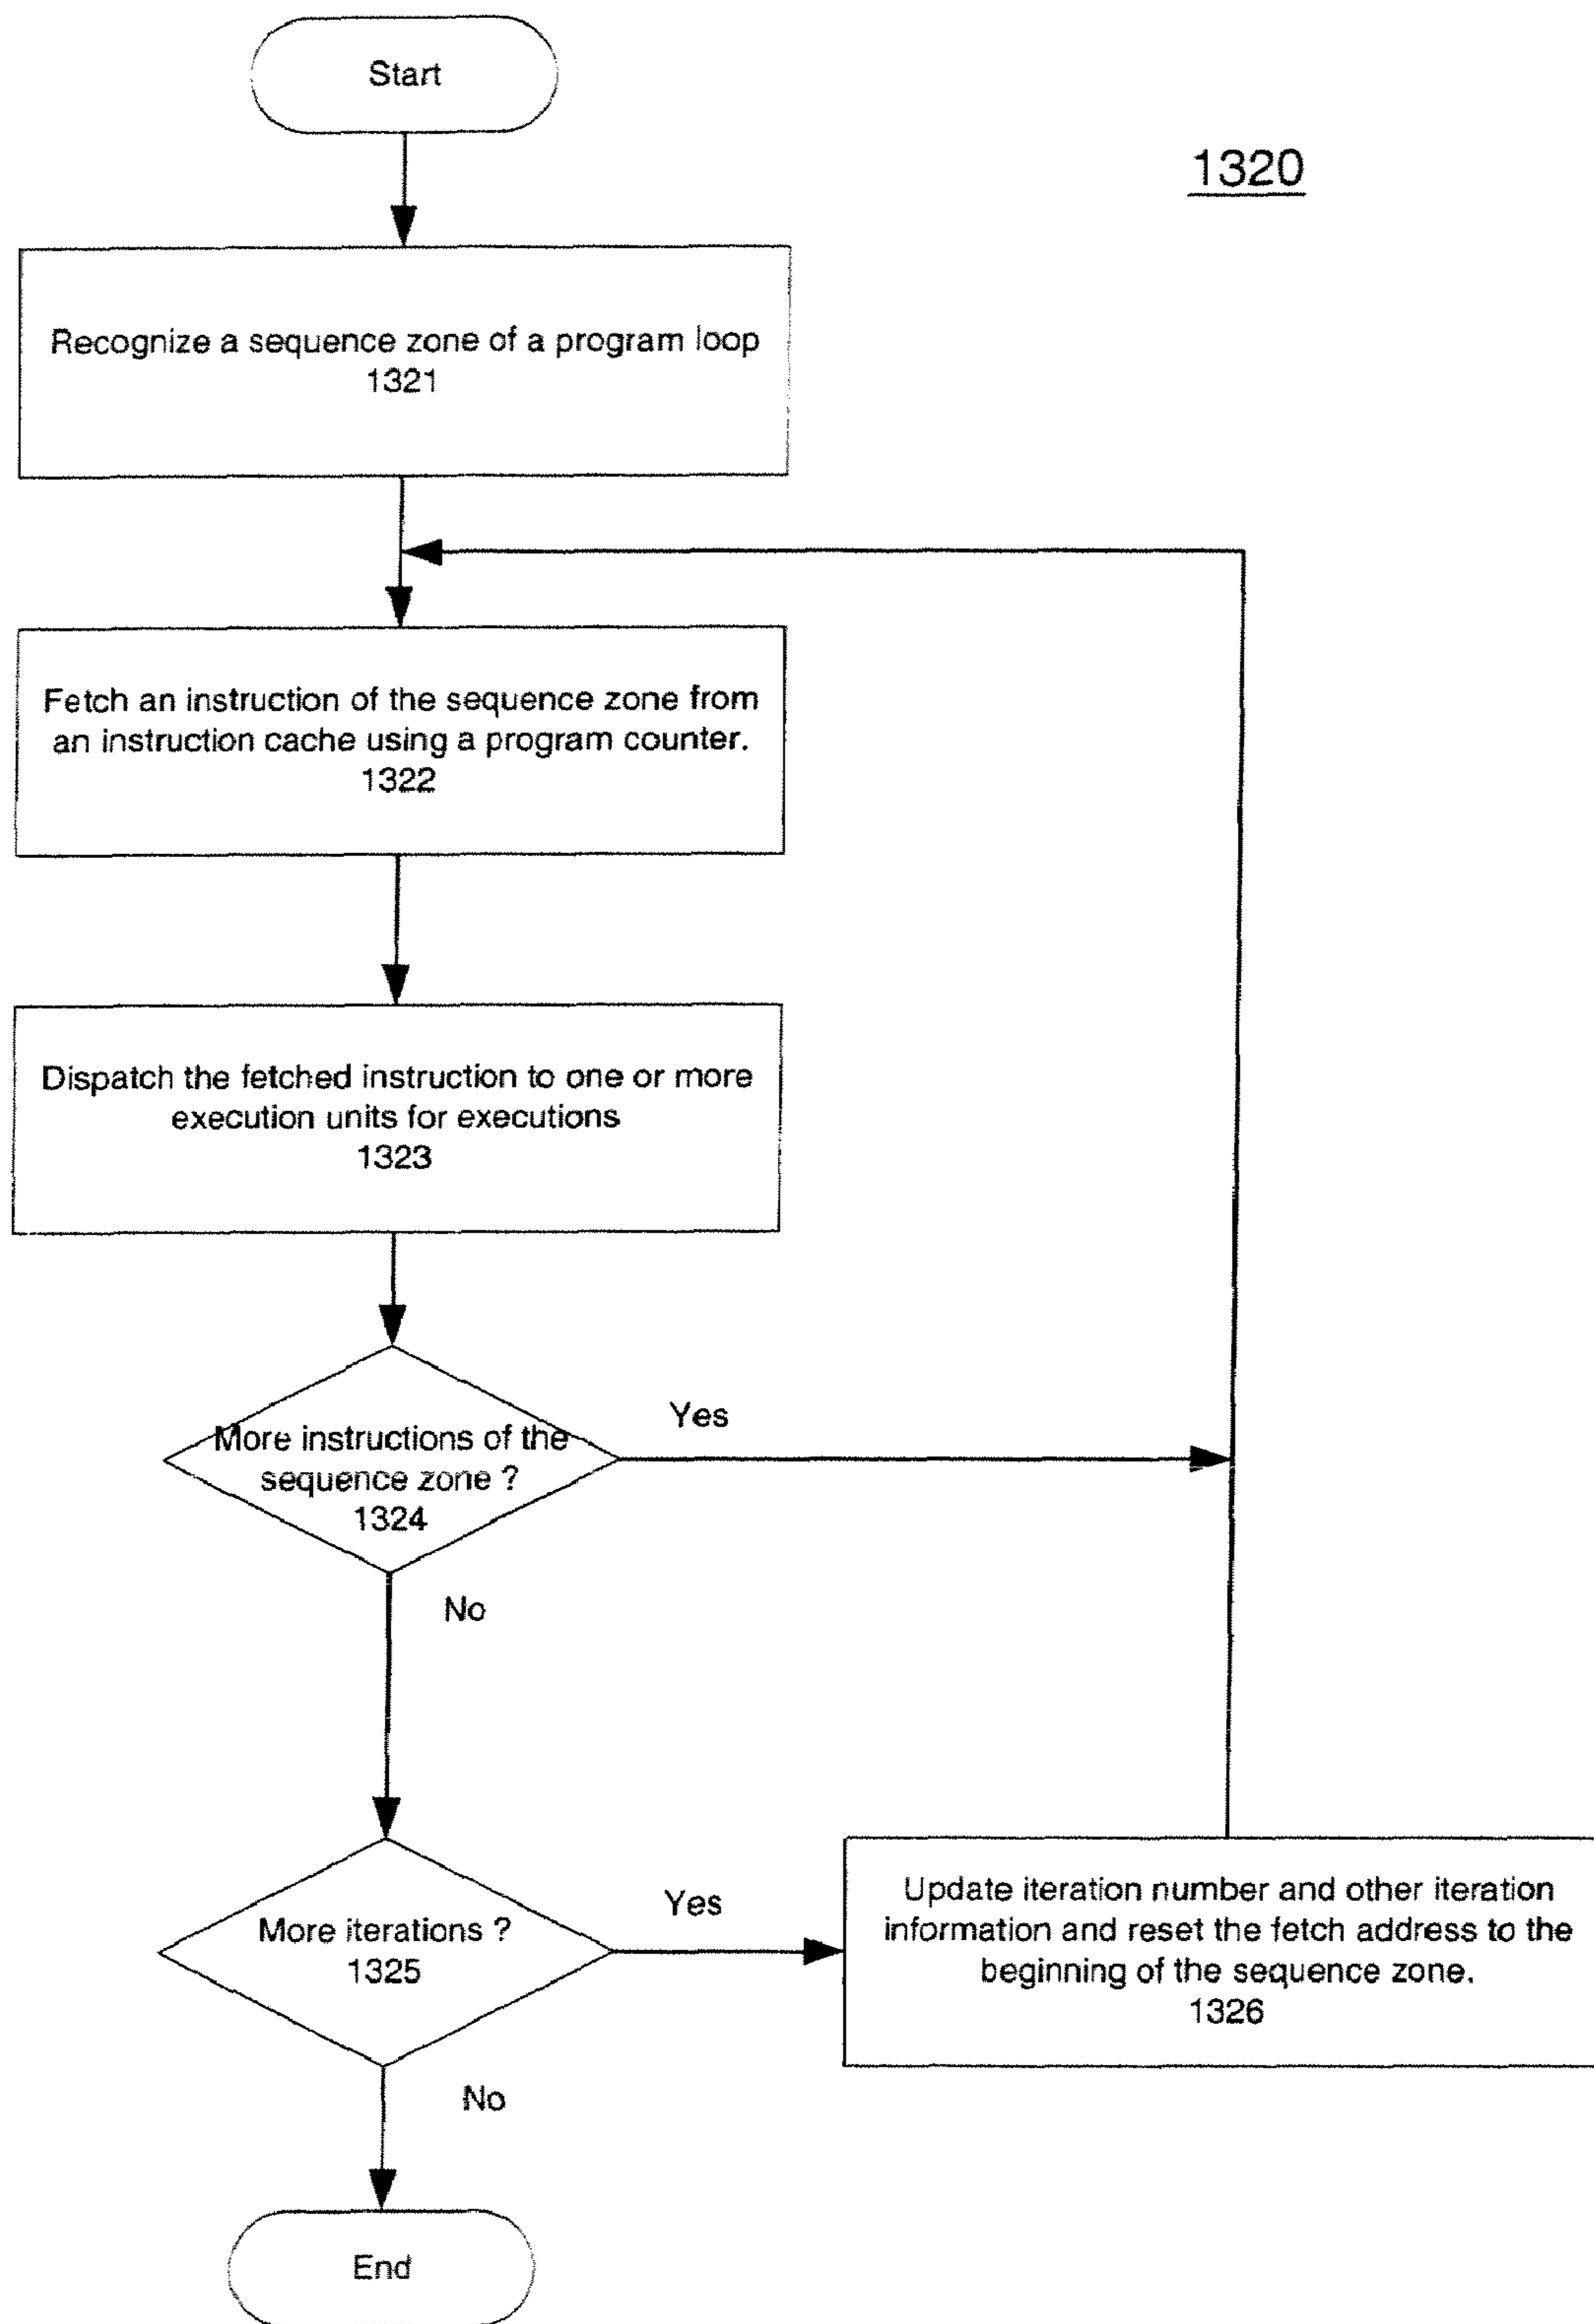 Start
1320
Recognize a sequence zone of a program loop
1321
Fetch an instruction of the sequence zone from
an instruction cache using a program counter.
1322
Dispatch the fetched instruction to one or more
execution units for executions
1323
More instructions of the
sequence zone ?
1324
Yes
No
More iterations ?
1325
Yes
Update iteration number and other iteration
information and reset the fetch address to the
beginning of the sequence zone.
1326
No
End